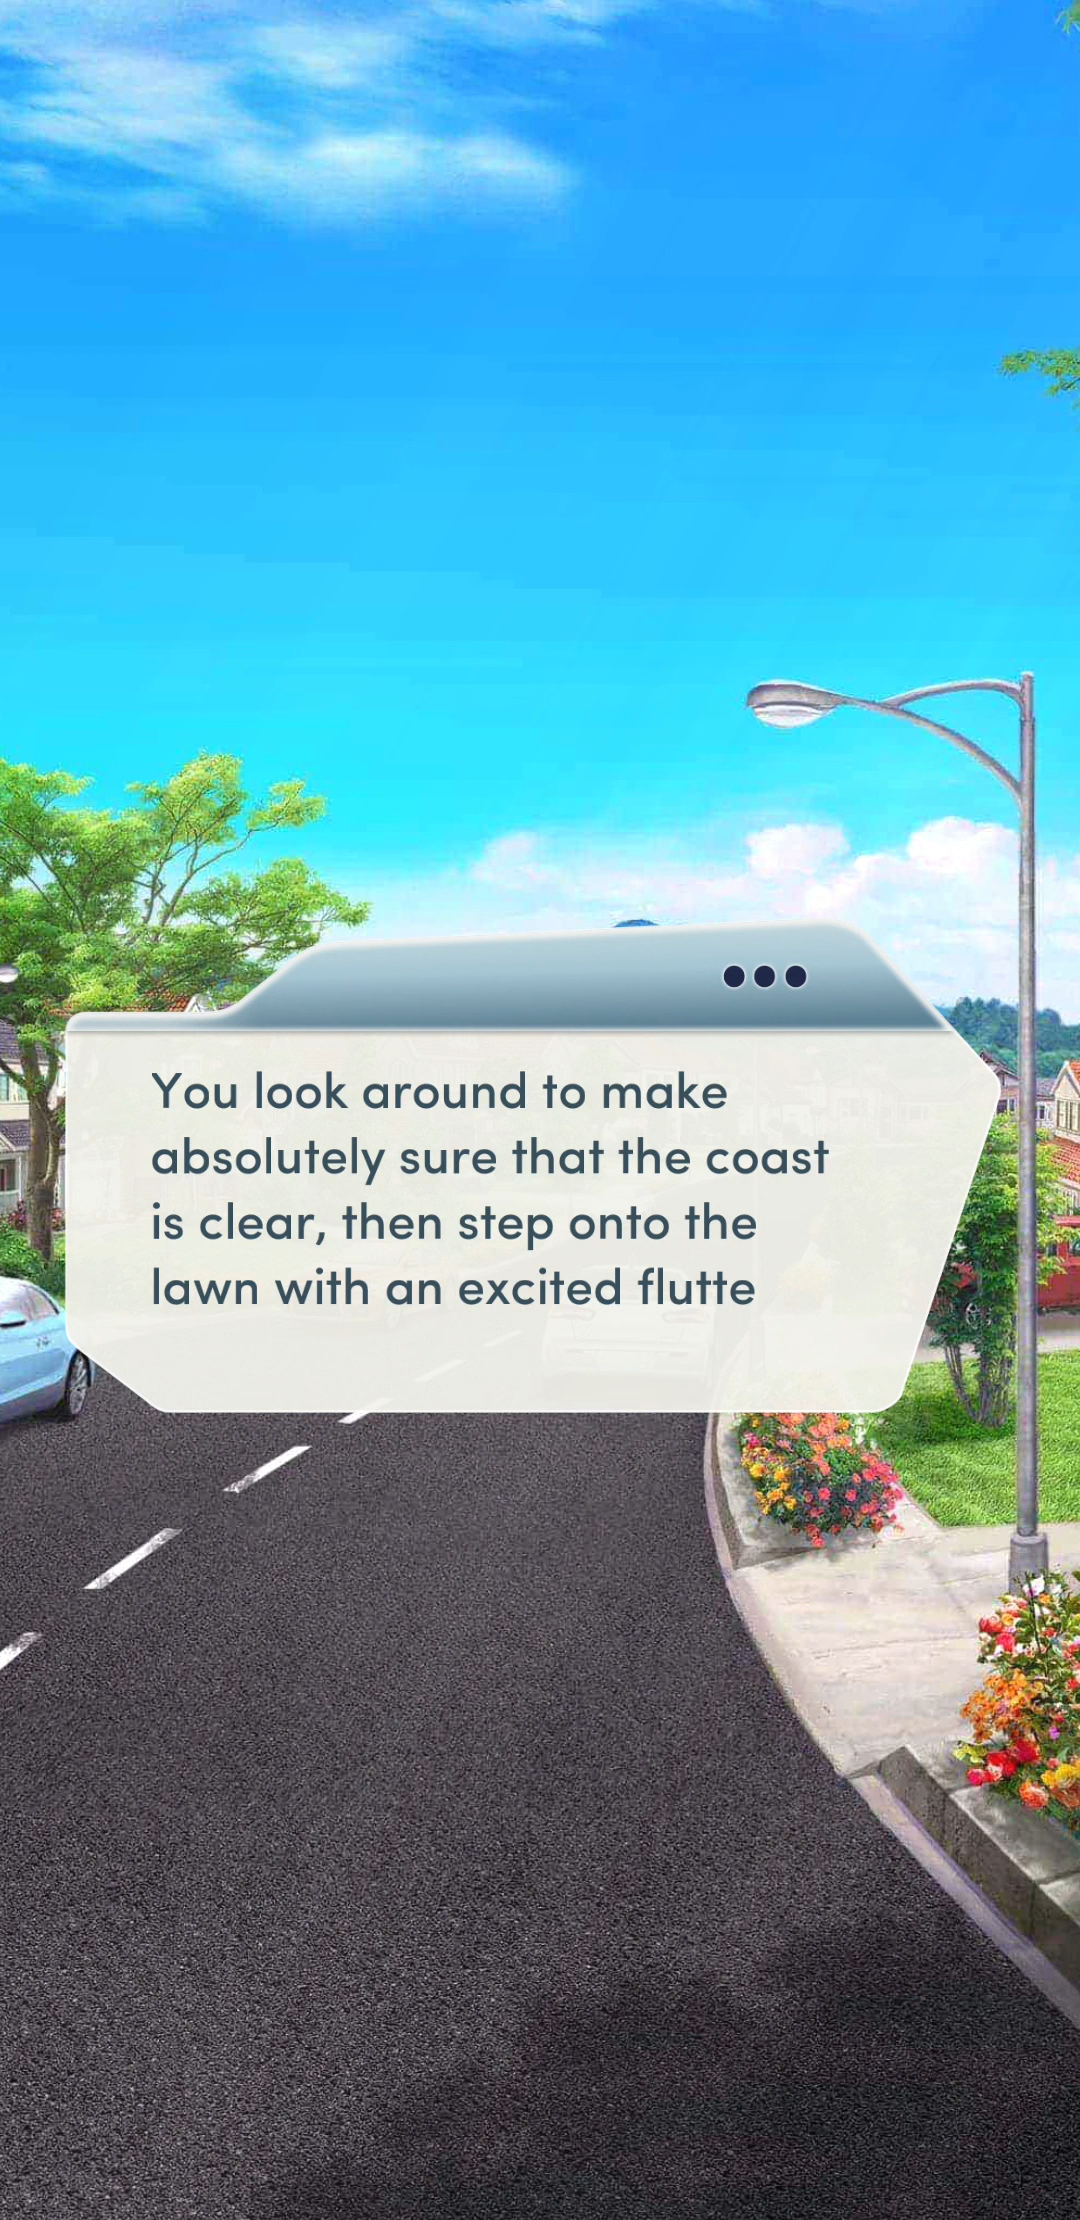 You look around to make
absolutely sure that the coast
is clear, then step onto the
lawn with an excited flutte